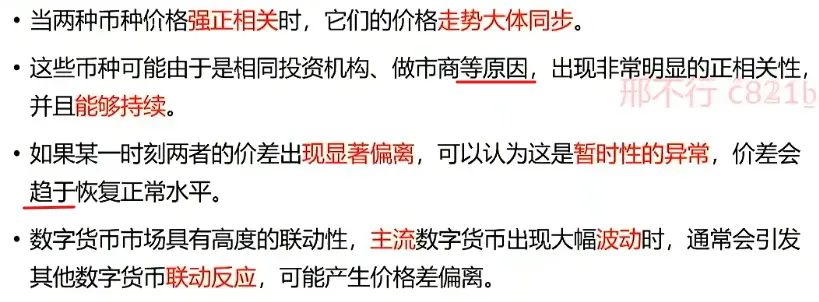 • 当两种币种价格强正相关时，它们的价格走势大体同步。
• 这些币种可能由于是相同投资机构、做市商等原因，出现非常明显的正相关性，
并且能够持续。
邢不行 c821b
• 如果某一时刻两者的价差出现显著偏离，可以认为这是暂时性的异常，价差会
趋于恢复正常水平。
• 数字货币市场具有高度的联动性，主流数字货币出现大幅波动时，通常会引发
其他数字货币联动反应，可能产生价格差偏离。